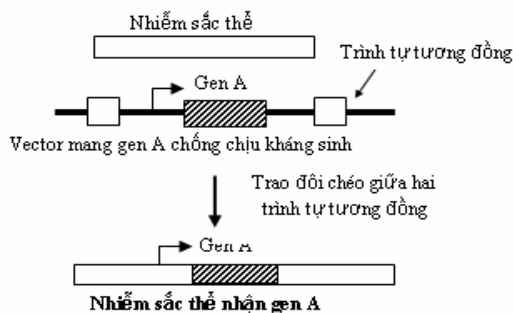 Nhiễm sắc thể
Trình tự tương đồng
Gen A
Vector mang gen A chống chịu kháng sinh
Trao đổi chéo giữa hai
trình tự tương đồng
Gen A
Nhiễm sắc thể nhận gen A